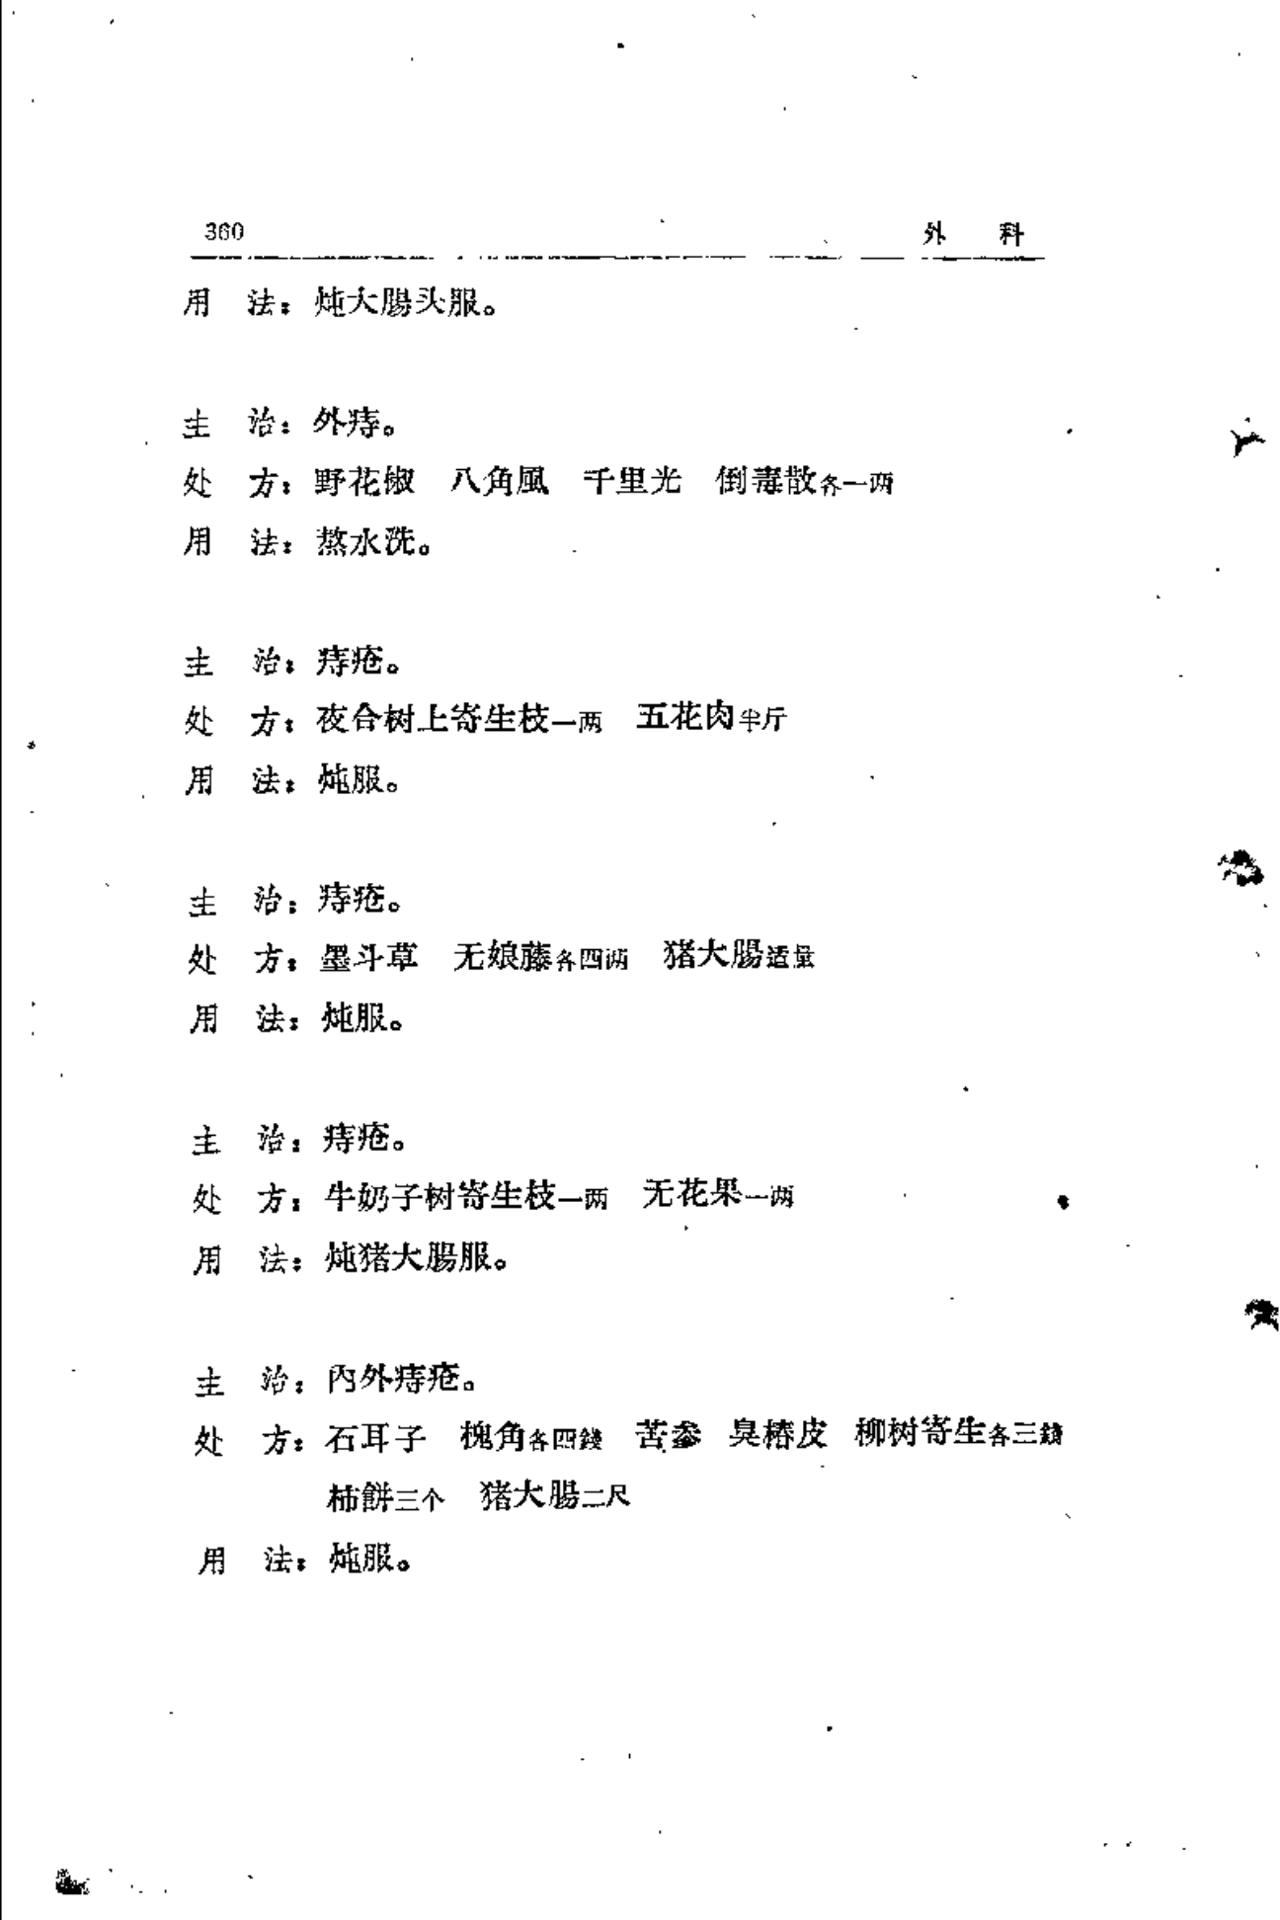 360 外 科
用 法：炖大腸头服。
主 治：外痔。
处 方：野花椒 八角風 千里光 倒毒散各一两
用 法：熬水洗。
主 治：痔疮。
处 方：夜合树上寄生枝一两 五花肉半斤
用 法：炖服。
主 治：痔疮。
处 方：墨斗草 无娘藤各四两 猪大腸适量
用 法：炖服。
主 治：痔疮。
处 方：牛奶子树寄生枝一两 无花果一两
用 法：炖猪大腸服。
主 治：內外痔疮。
处 方：石耳子 槐角各四錢 苦参 臭椿皮 柳树寄生各三錢
柿餅三个 猪大腸二尺
用 法：炖服。